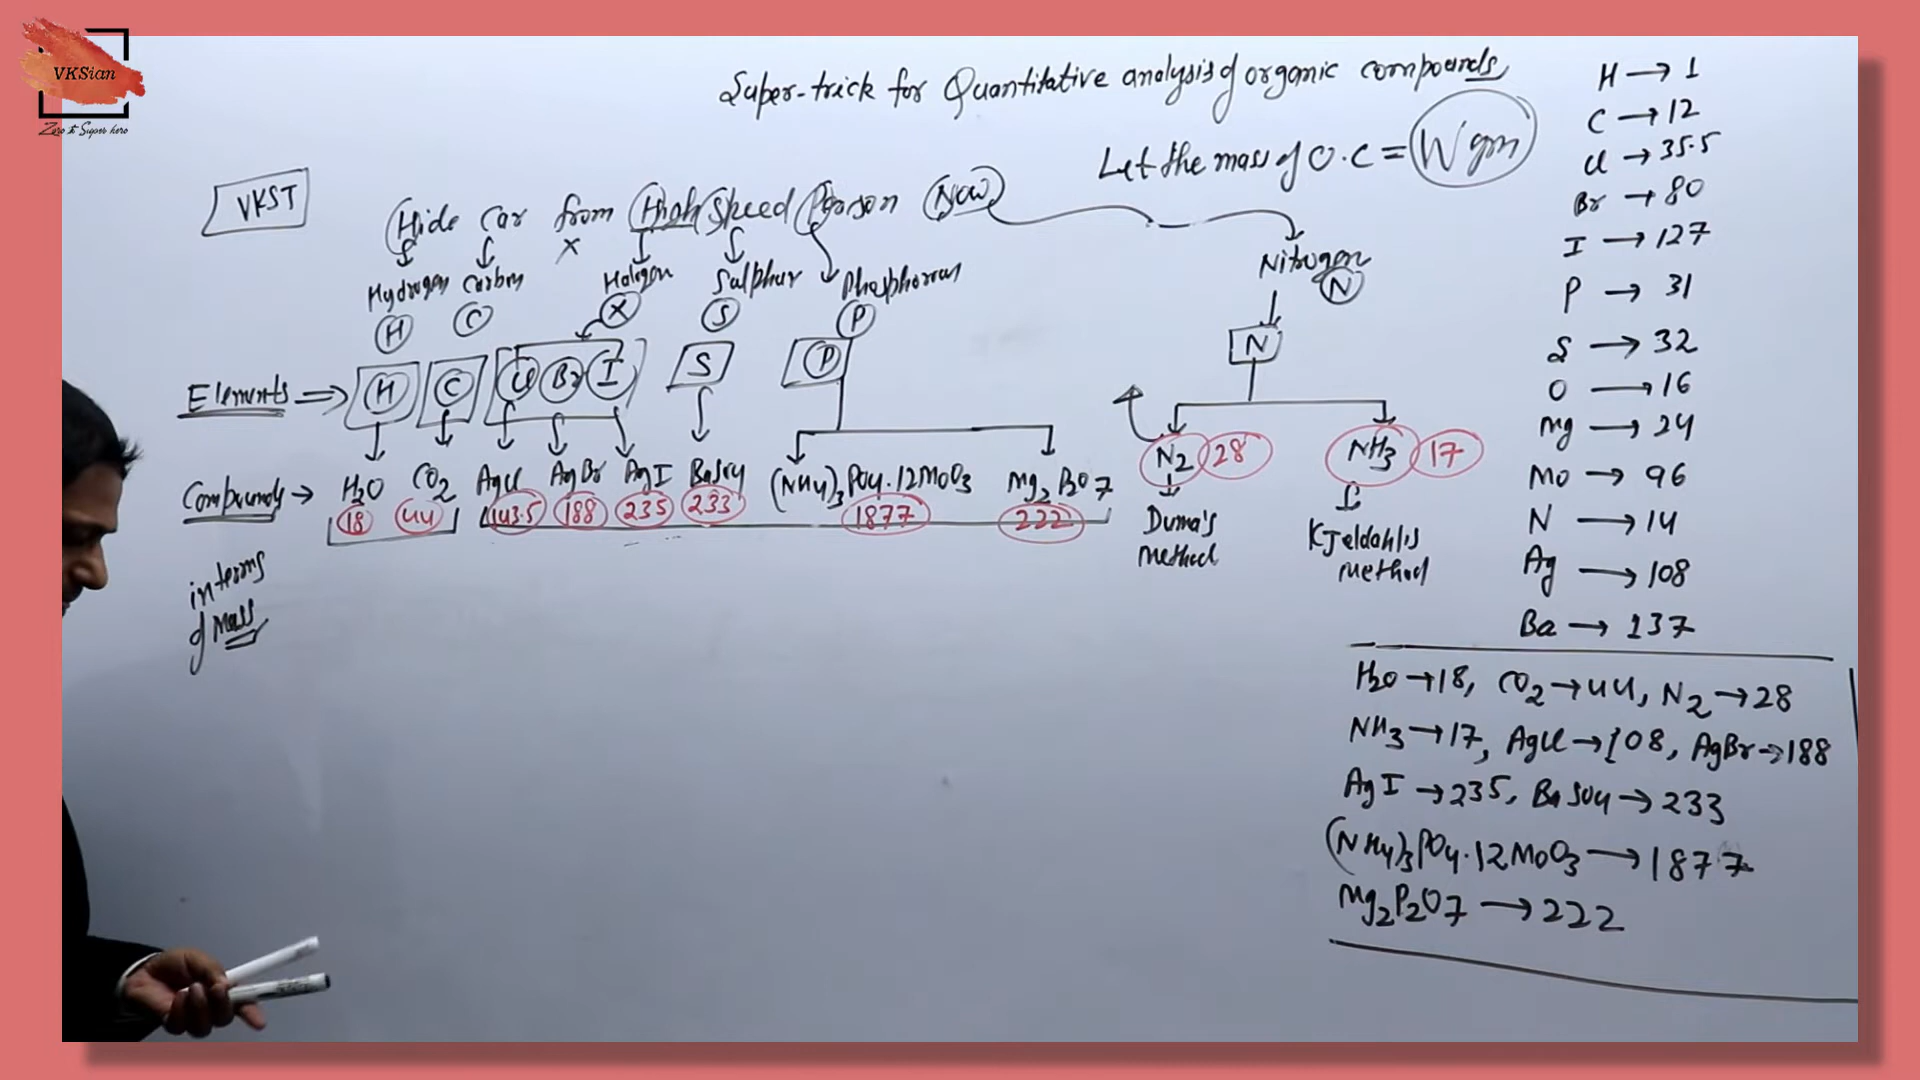 VKSian
Zero to Super hero
Super-trick for Quantitative analysis of organic compounds
Let the mass of O.C = W gm
VKST
Hide car from High Speed Person Now
x
Hydrogen Carbon Halogen Sulphur Phosphorous Nitrogen
H C X S P N
Elements ⇒ H C Cl Br I S P N
Compounds → H2O CO2 AgCl AgBr AgI BaSO4 (NH4)3PO4.12MoO3 Mg2P2O7 N2 28 NH3 17
18 44 143.5 188 235 233 1877 222
Duma's Method
Kjeldahl's Method
in terms
of Mass
H → 1
C → 12
Cl → 35.5
Br → 80
I → 127
P → 31
S → 32
O → 16
Mg → 24
Mo → 96
N → 14
Ag → 108
Ba → 137
H2O → 18, CO2 → 44, N2 → 28
NH3 → 17, AgCl → 108, AgBr → 188
AgI → 235, BaSO4 → 233
(NH4)3PO4.12MoO3 → 1877
Mg2P2O7 → 222